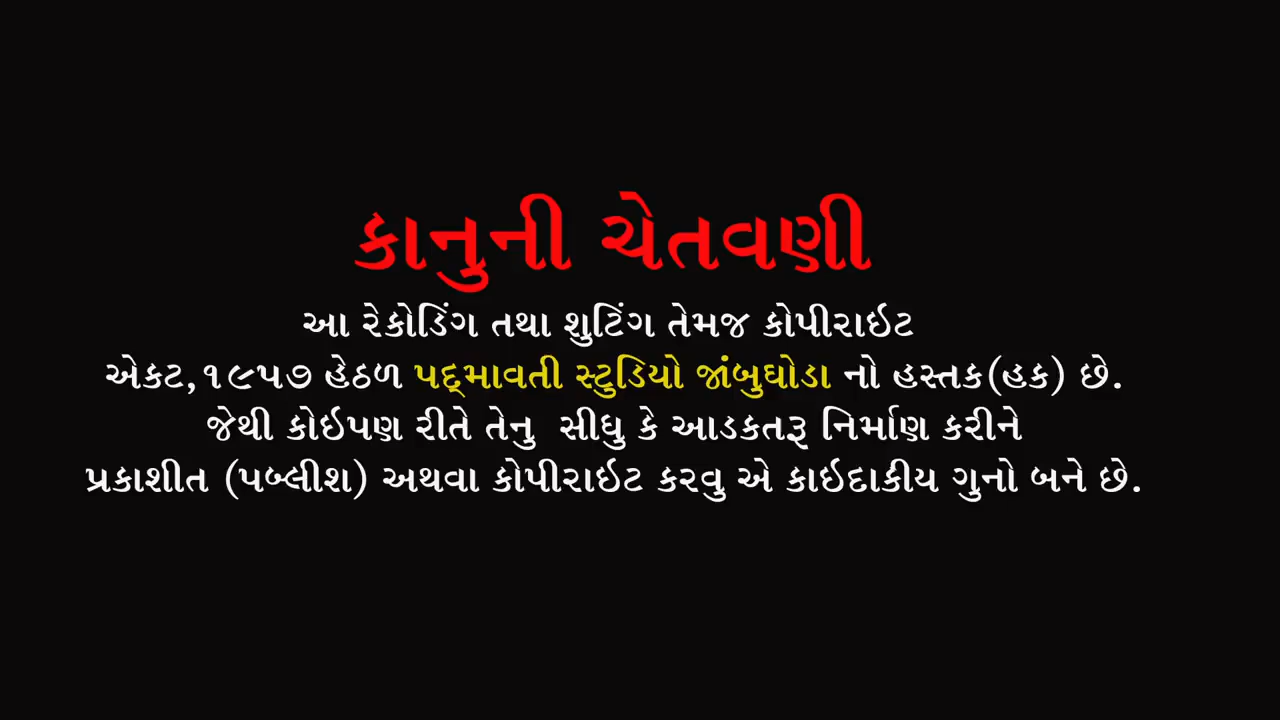 કાનુની ચેતવણી
આ રેકોડિંગ તથા શુટિંગ તેમજ કોપીરાઇટ
એકટ,૧૯૫૭ હેઠળ પદ્‌માવતી સ્ટુડિયો જાંબુઘોડા નો હસ્તક(હક) છે.
જેથી કોઇપણ રીતે તેનુ સીધુ કે આડકતરૂ નિર્માણ કરીને
પ્રકાશીત (પબ્લીશ) અથવા કોપીરાઇટ કરવુ એ કાઇદાકીય ગુનો બને છે.